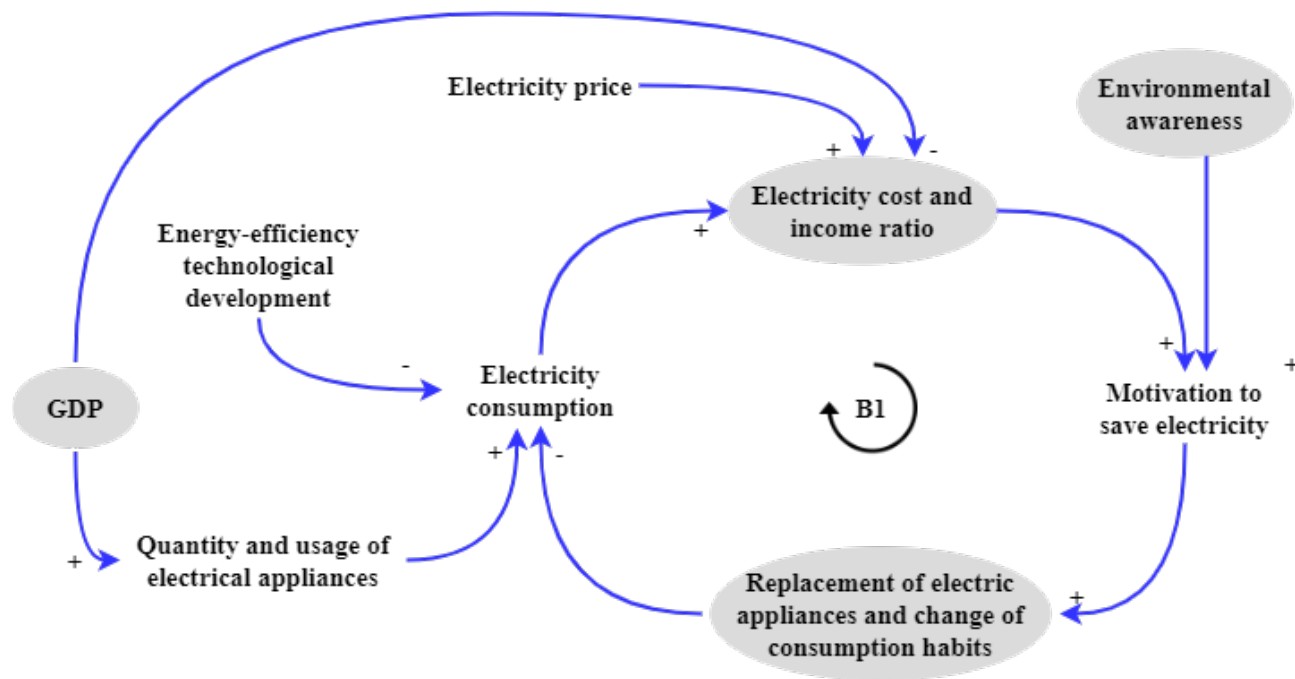 Electricity price
Environmental
awareness
+
-
Electricity cost and
income ratio
+
Energy-efficiency
technological
development
-
Electricity
consumption
GDP
B1
+
+
Motivation to
save electricity
+
-
+
Quantity and usage of
electrical appliances
Replacement of electric
appliances and change of
consumption habits
+